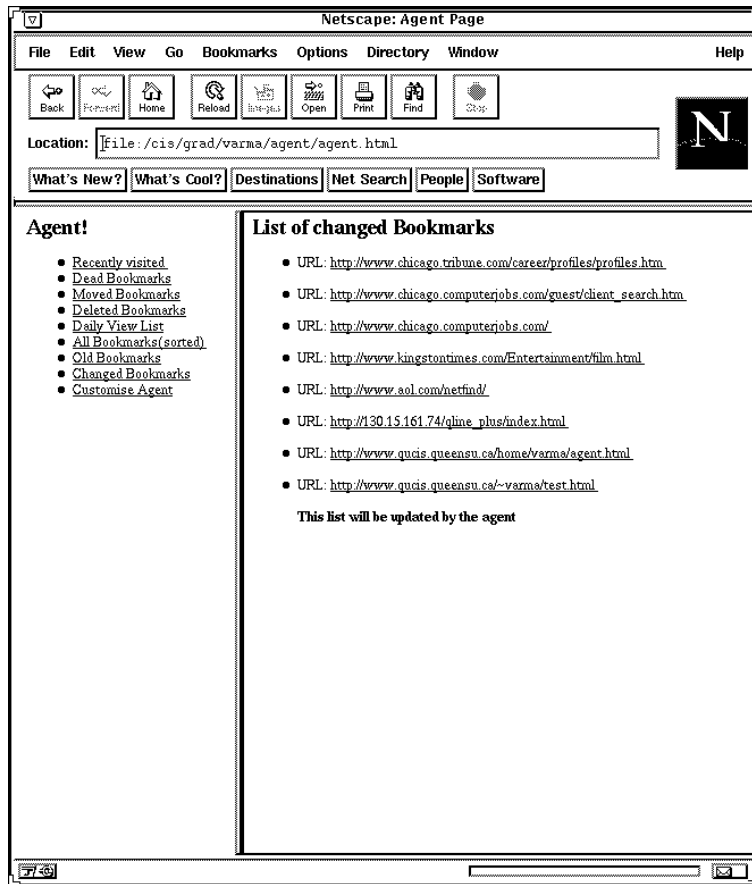 Netscape: Agent Page
File Edit View Go Bookmarks Options Directory Window Help
Back Forward Home Reload Images Open Print Find Stop
Location: file:/cis/grad/varma/agent/agent.html
N
What's New? What's Cool? Destinations Net Search People Software
Agent!
Recently visited
Dead Bookmarks
Moved Bookmarks
Deleted Bookmarks
Daily View List
All Bookmarks(sorted)
Old Bookmarks
Changed Bookmarks
Customise Agent
List of changed Bookmarks
URL: http://www.chicago.tribune.com/career/profiles/profiles.htm
URL: http://www.chicago.computerjobs.com/guest/client_search.htm
URL: http://www.chicago.computerjobs.com/
URL: http://www.kingstontimes.com/Entertainment/film.html
URL: http://www.aol.com/netfind/
URL: http://130.15.161.74/qline_plus/index.html
URL: http://www.qucis.queensu.ca/home/varma/agent.html
URL: http://www.qucis.queensu.ca/~varma/test.html
This list will be updated by the agent